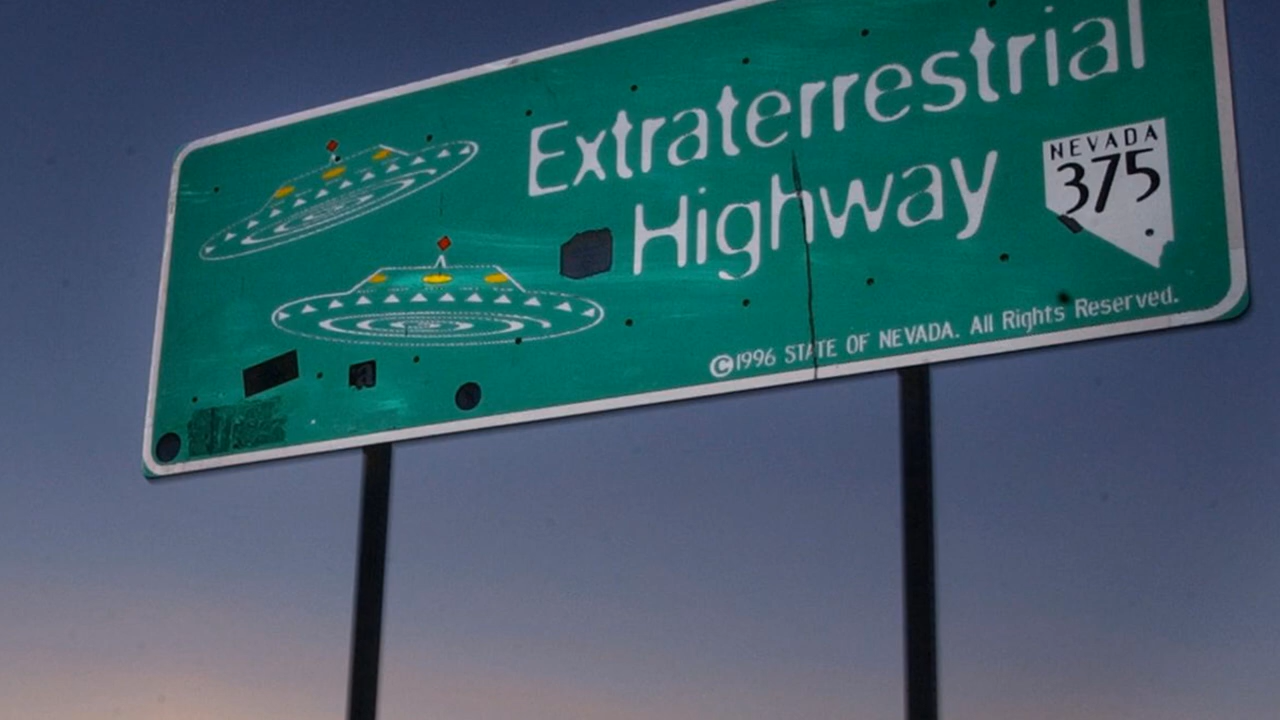 Extraterrestrial
Highway
NEVADA
375
©1996 STATE OF NEVADA. All Rights Reserved.